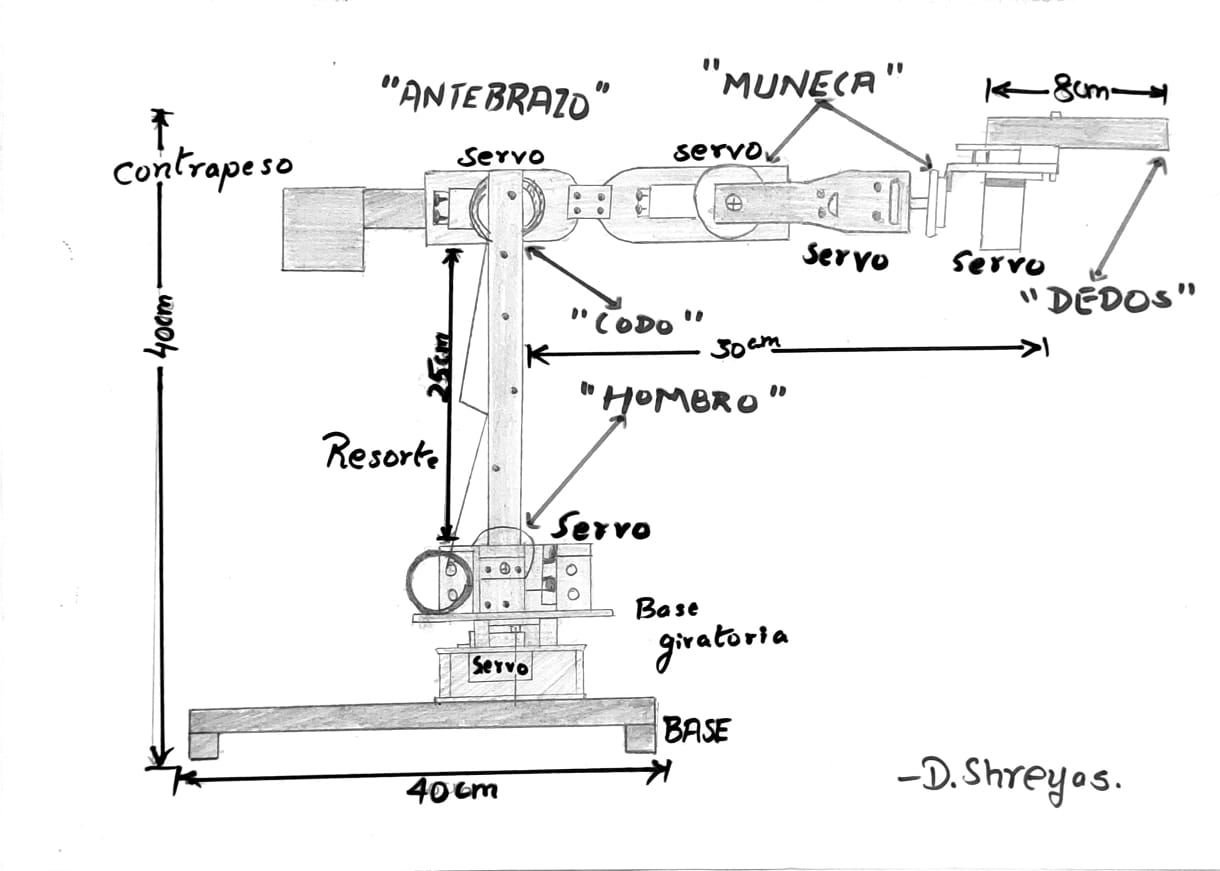 "ANTEBRAZO"
"MUNECA"
8cm
Contrapeso
Servo
Servo
Servo
Servo
"DEDOS"
"CODO"
40cm
25cm
30cm
"HOMBRO"
Resorte
Servo
Base
giratoria
Servo
BASE
40cm
-D.Shreyas.